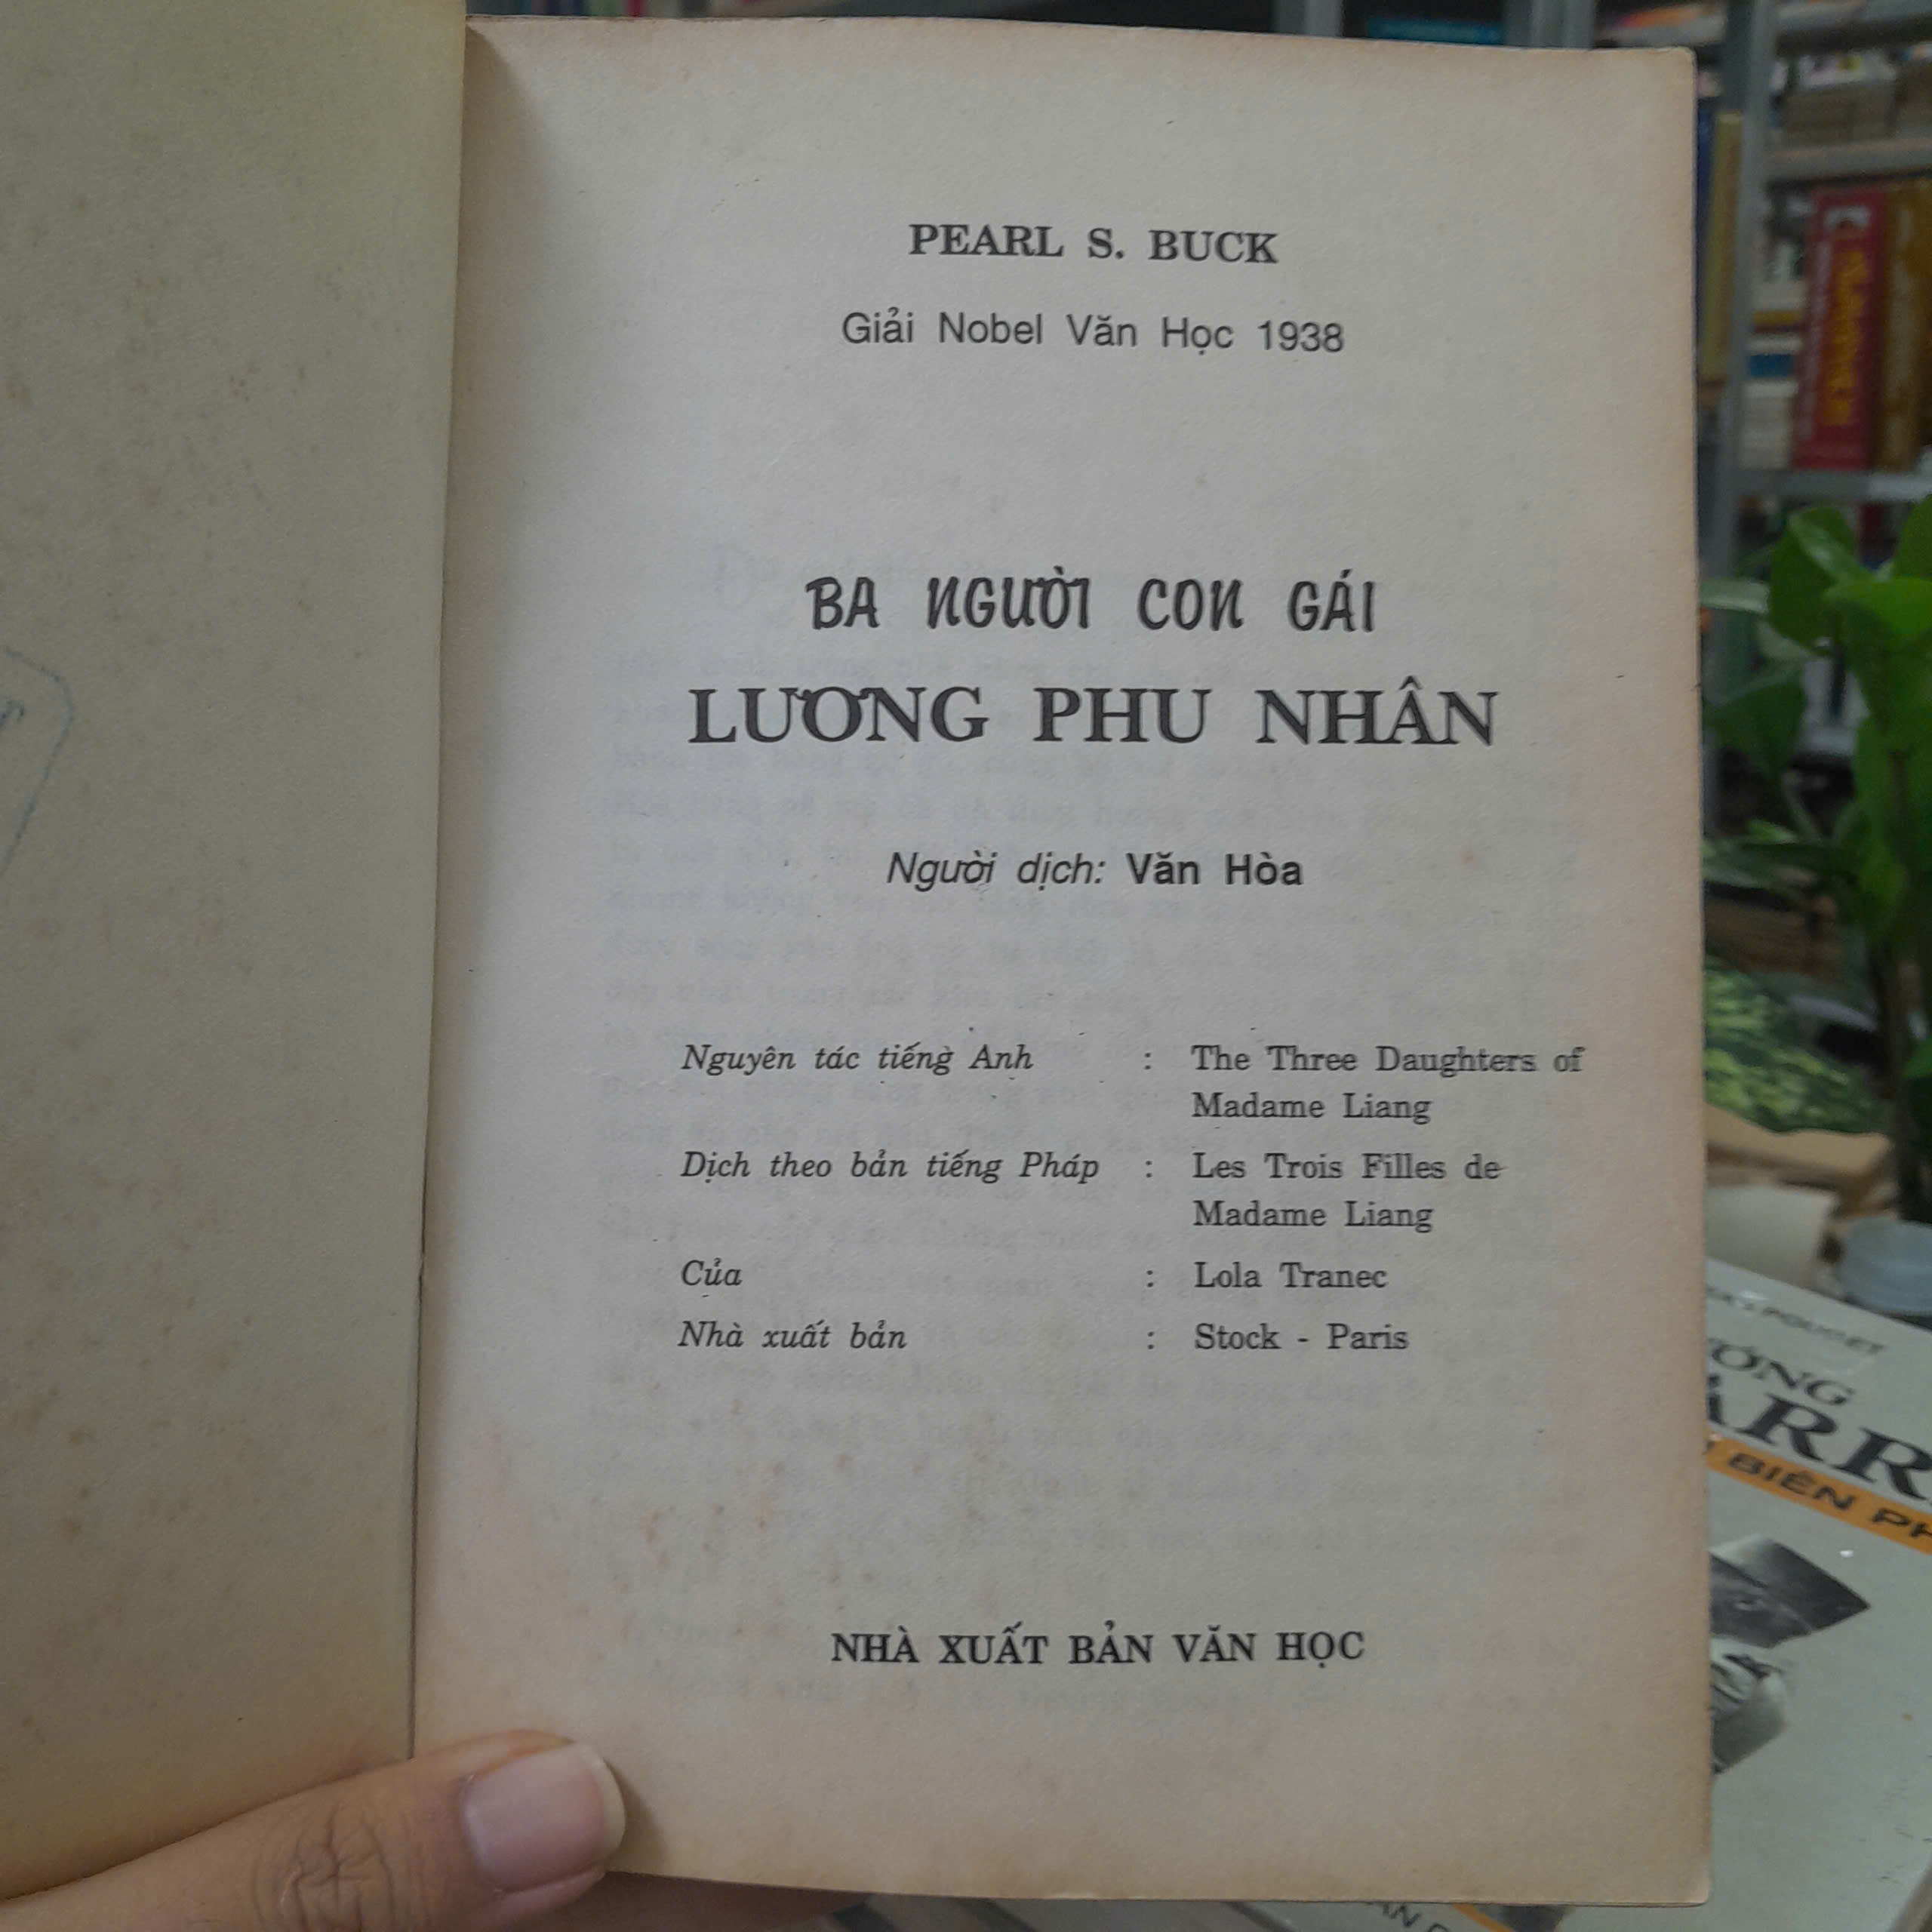 PEARL S. BUCK
Giải Nobel Văn Học 1938
BA NGƯỜI CON GÁI
LƯƠNG PHU NHÂN
Người dịch: Văn Hòa
Nguyên tác tiếng Anh : The Three Daughters of
Madame Liang
Dịch theo bản tiếng Pháp : Les Trois Filles de
Madame Liang
Của : Lola Tranec
Nhà xuất bản : Stock - Paris
NHÀ XUẤT BẢN VĂN HỌC
BIÊN